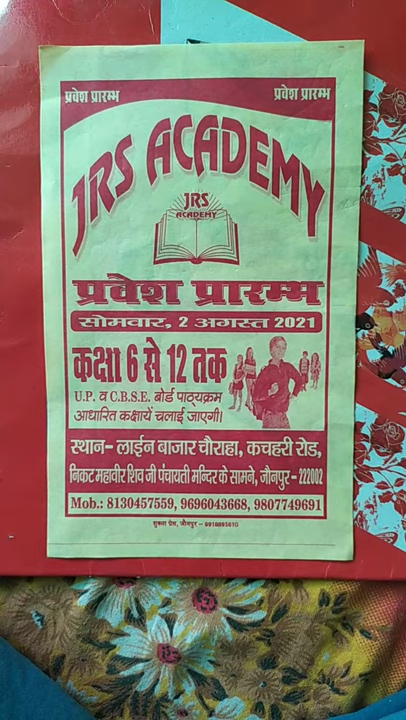 प्रवेश प्रारम्भ प्रवेश प्रारम्भ
JRS ACADEMY
JRS
ACADEMY
प्रवेश प्रारम्भ
सोमवार, 2 अगस्त 2021
कक्षा 6 से 12 तक
U.P. व C.B.S.E. बोर्ड पाठ्यक्रम
आधारित कक्षायें चलाई जाएगी।
स्थान- लाईन बाजार चौराहा, कचहरी रोड,
निकट महावीर शिव जी पंचायती मन्दिर के सामने, जौनपुर - 222002
Mob.: 8130457559, 9696043668, 9807749691
शुक्ला प्रेस, जौनपुर -